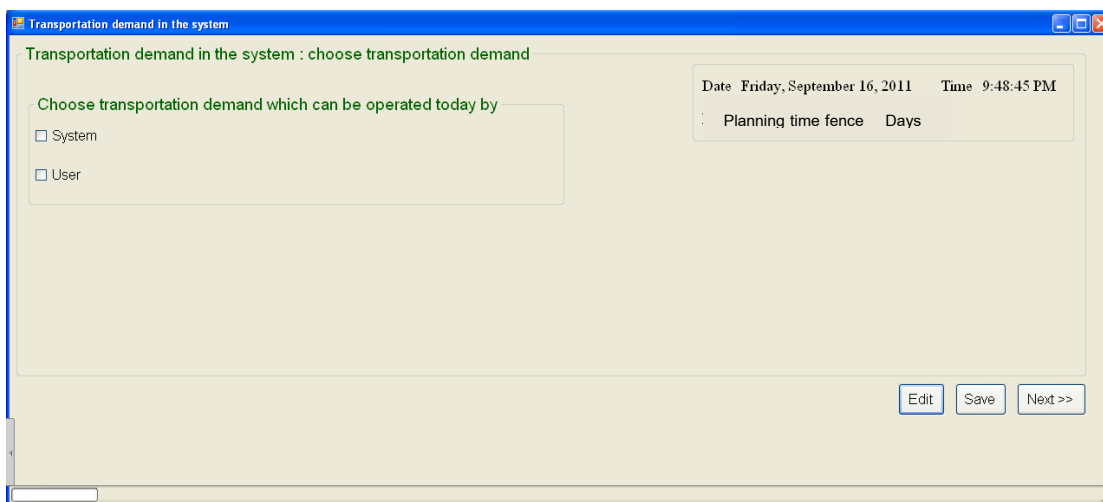 Transportation demand in the system
Transportation demand in the system : choose transportation demand
Date Friday, September 16, 2011 Time 9:48:45 PM
Planning time fence Days
Choose transportation demand which can be operated today by
System
User
Edit Save Next >>